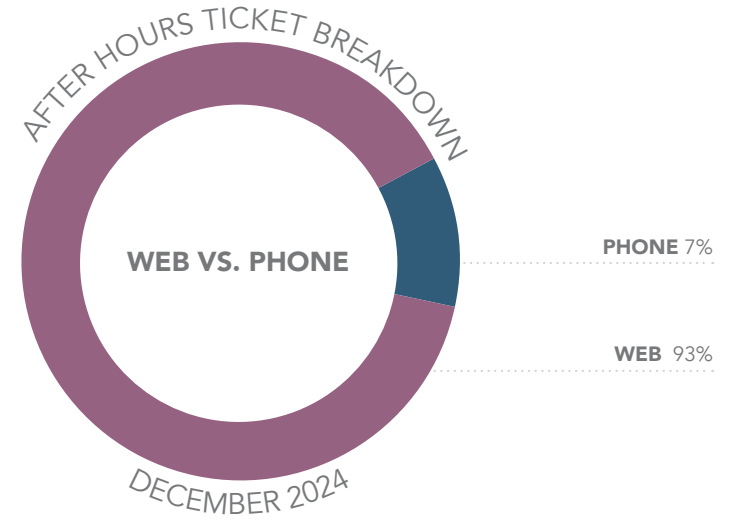 AFTER HOURS TICKET BREAKDOWN
WEB VS. PHONE
PHONE 7%
WEB 93%
DECEMBER 2024